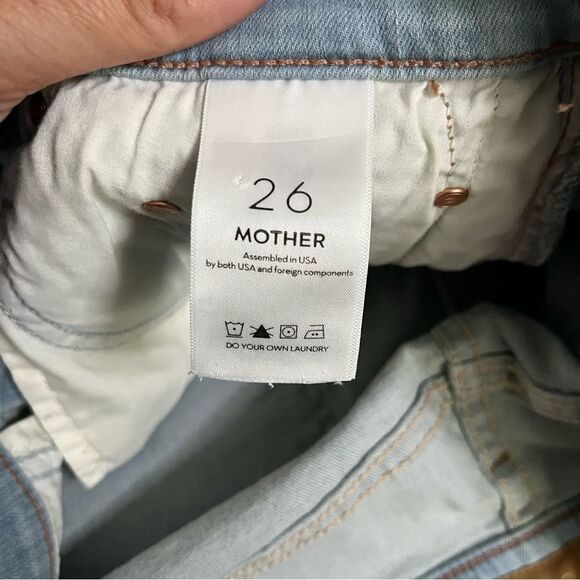 26
MOTHER
Assembled in USA
by both USA and foreign components
DO YOUR OWN LAUNDRY